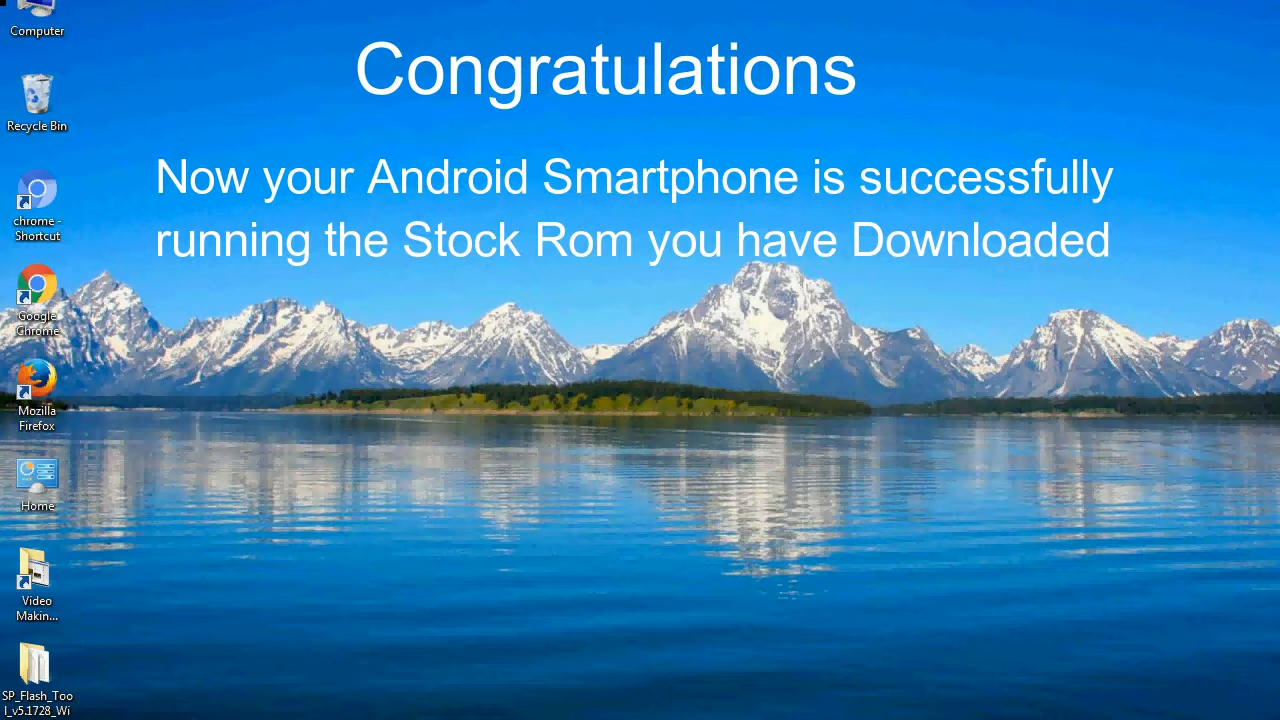 Computer
Congratulations
Recycle Bin
Now your Android Smartphone is successfully
running the Stock Rom you have Downloaded
chrome -
Shortcut
Google
Chrome
Mozilla
Firefox
Home
Video
Makin...
SP_Flash_Too
l_v5.1728_Wi